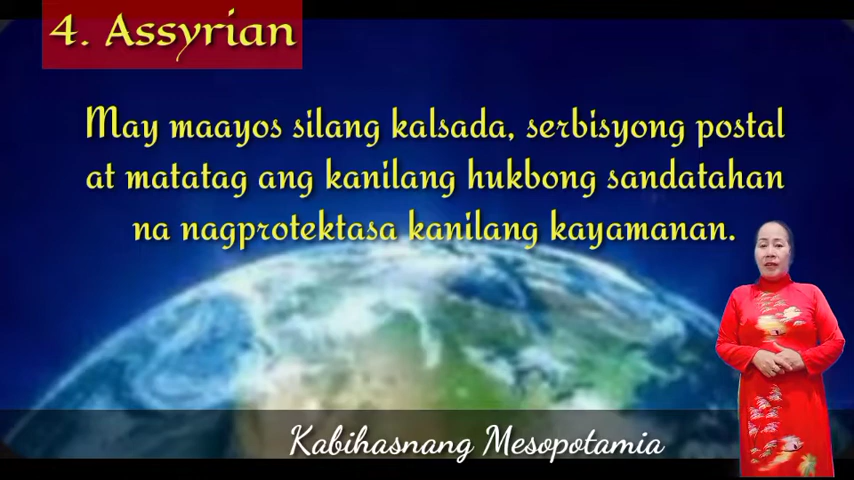 4. Assyrian
May maayos silang kalsada, serbisyong postal
at matatag ang kanilang hukbong sandatahan
na nagprotektasa kanilang kayamanan.
Kabihasnang Mesopotamia